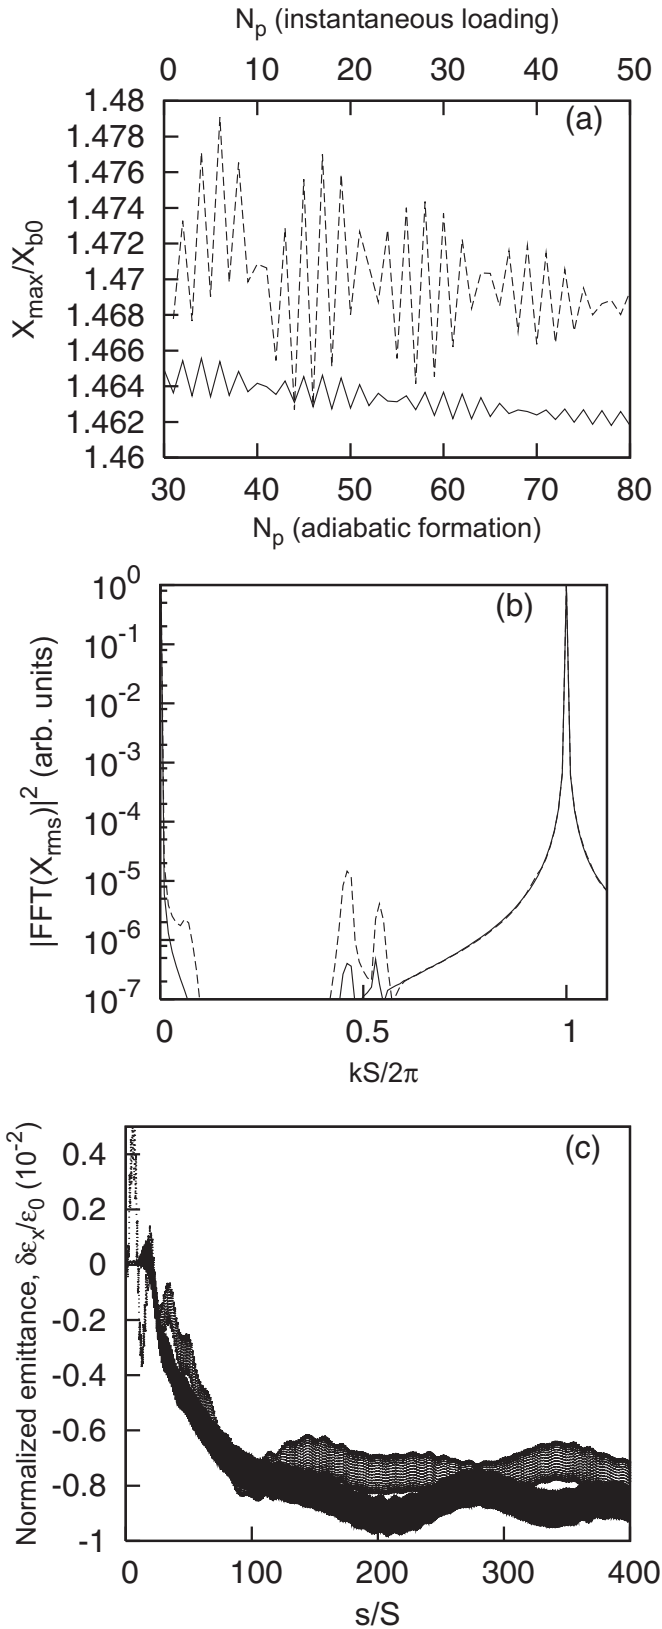 N_p (instantaneous loading)
0 10 20 30 40 50
(a)
1.48
1.478
1.476
1.474
1.472
1.47
1.468
1.466
1.464
1.462
1.46
X_max/X_b0
30 40 50 60 70 80
N_p (adiabatic formation)
(b)
10^0
10^-1
10^-2
10^-3
10^-4
10^-5
10^-6
10^-7
|FFT(X_rms)|^2 (arb. units)
0 0.5 1
kS/2π
(c)
0.4
0.2
0
-0.2
-0.4
-0.6
-0.8
-1
Normalized emittance, δε_x/ε_0 (10^-2)
0 100 200 300 400
s/S